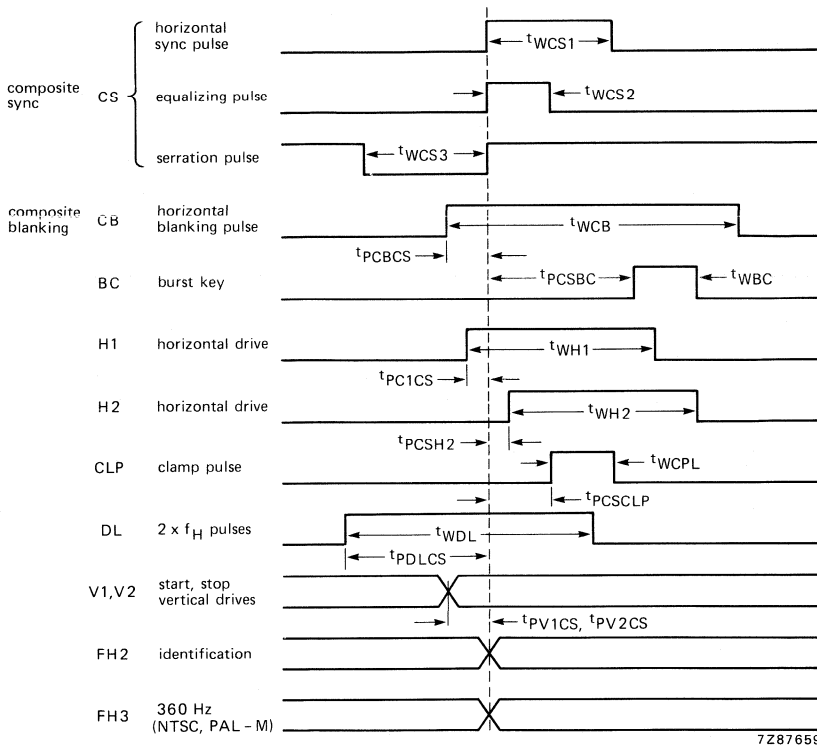 horizontal
sync pulse
tWCS1
composite
sync
CS
equalizing pulse
tWCS2
serration pulse
tWCS3
composite
blanking
CB
horizontal
blanking pulse
tWCB
tPCBCS
BC
burst key
tPCSBC
tWBC
H1
horizontal drive
tWH1
tPC1CS
H2
horizontal drive
tWH2
tPCSH2
CLP
clamp pulse
tWCPL
tPCSCLP
DL
2 x fH pulses
tWDL
tPDLCS
V1,V2
start, stop
vertical drives
tPV1CS, tPV2CS
FH2
identification
FH3
360 Hz
(NTSC, PAL – M)
7Z87659